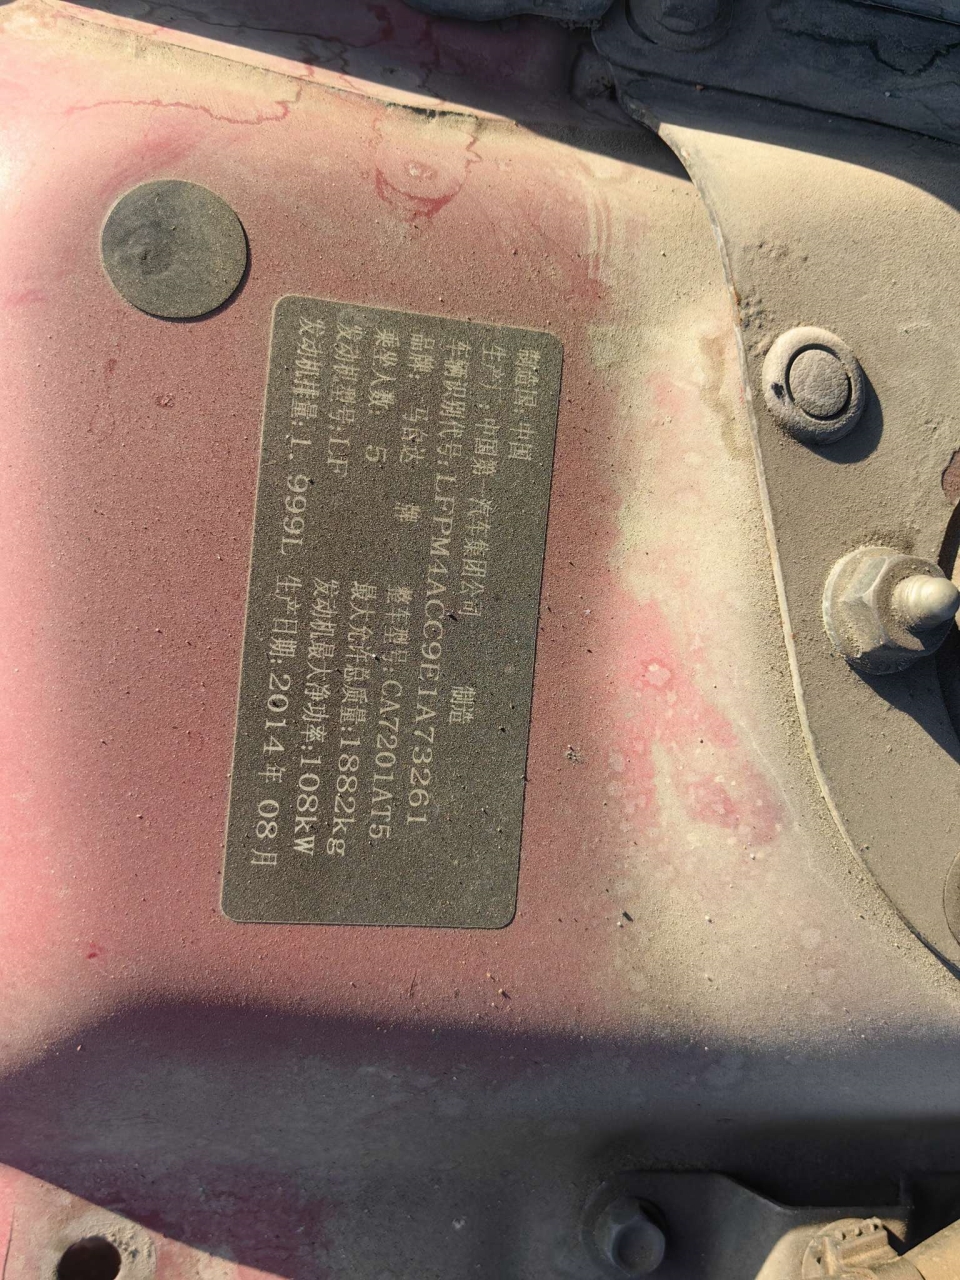 制造国:中国
生产厂:中国第一汽车集团公司 制造
车辆识别代号:LFPM4ACC9E1A73261
品牌: 马自达 牌 整车型号:CA7201AT5
乘坐人数: 5 最大允许总质量:1882kg
发动机型号:LF 发动机最大净功率:108kW
发动机排量:1.999L 生产日期:2014年 08月